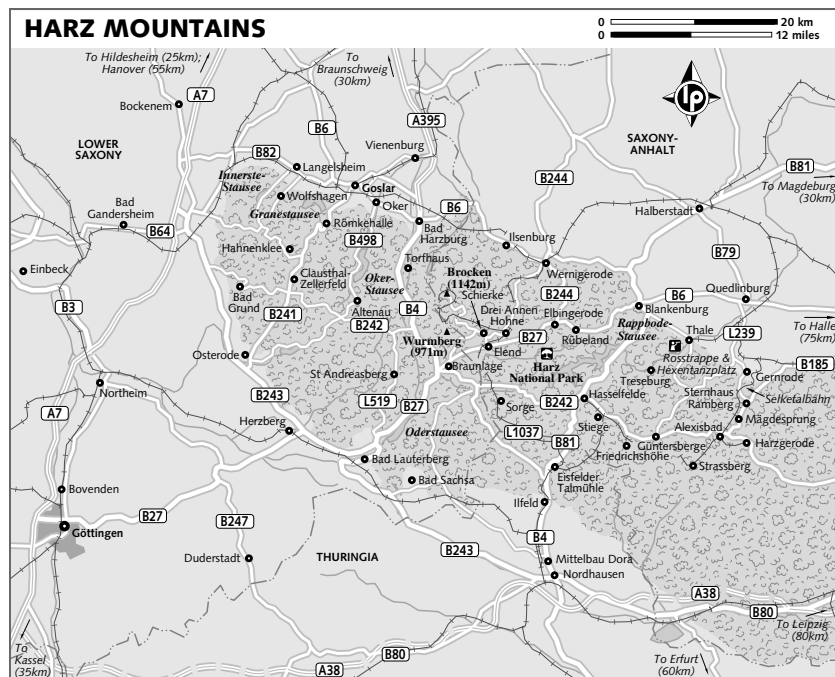 HARZ MOUNTAINS
0 20 km
0 12 miles
To Hildesheim (25km);
Hanover (55km)
To
Braunschweig
(30km)
A7
Bockenem
A395
B6
LOWER
SAXONY
Vienenburg
SAXONY-
ANHALT
lp
B82
Langelsheim
B81
Innerste-
Stausee
B244
To Magdeburg
(30km)
Goslar
Wolfshagen
Oker
Granestausee
B6
Halberstadt
Bad
Gandersheim
B64
Römkehalle
Bad
Harzburg
B498
Ilsenburg
B79
Hahnenklee
Torfhaus
Wernigerode
Einbeck
Clausthal-
Zellerfeld
Oker-
Stausee
Brocken
(1142m)
Schierke
B244
Quedlinburg
Bad
Grund
B3
Altenau
B4
Drei Annen
Hohne
Elbingerode
Blankenburg
B6
B241
B242
B27
Rübeland
Rappbode-
Stausee
Thale
L239
To Halle
(75km)
Wurmberg
(971m)
Elend
Osterode
Harz
National Park
Rosstrappe &
Hexentanzplatz
B185
Braunlage
Treseburg
Gernrode
St Andreasberg
Northeim
B243
Hasselfelde
Sternhaus
Ramberg
Selketalbahn
L519
B27
Sorge
B242
A7
Stiege
Alexisbad
Mägdesprung
Herzberg
Oderstausee
L1037
B81
Güntersberge
Harzgerode
Friedrichshöhe
Bad Lauterberg
Eisfelder
Talmühle
Strassberg
Bad Sachsa
Bovenden
Ilfeld
B27
B247
Göttingen
B4
B243
Duderstadt
THURINGIA
Mittelbau Dora
Nordhausen
A38
B80
To Leipzig
(80km)
To
Kassel
(35km)
B80
A38
To Erfurt
(60km)